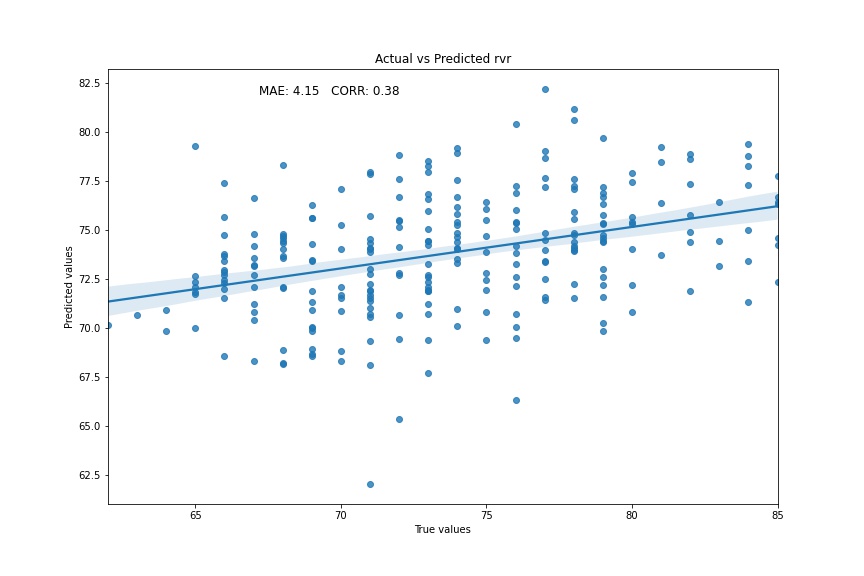 Actual vs Predicted rvr
MAE: 4.15   CORR: 0.38
82.5
80.0
77.5
75.0
72.5
70.0
67.5
65.0
62.5
Predicted values
65 70 75 80 85
True values